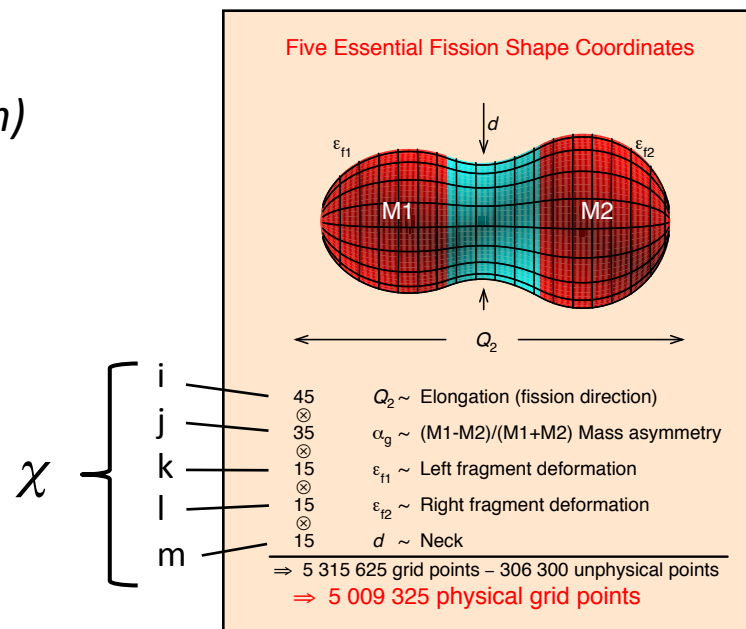 Five Essential Fission Shape Coordinates
n)
d
εf1
εf2
M1
M2
Q2
χ
i
45 Q2 ~ Elongation (fission direction)
⊗
j
35 αg ~ (M1-M2)/(M1+M2) Mass asymmetry
⊗
k
15 εf1 ~ Left fragment deformation
⊗
l
15 εf2 ~ Right fragment deformation
⊗
m
15 d ~ Neck
⇒ 5 315 625 grid points – 306 300 unphysical points
⇒ 5 009 325 physical grid points